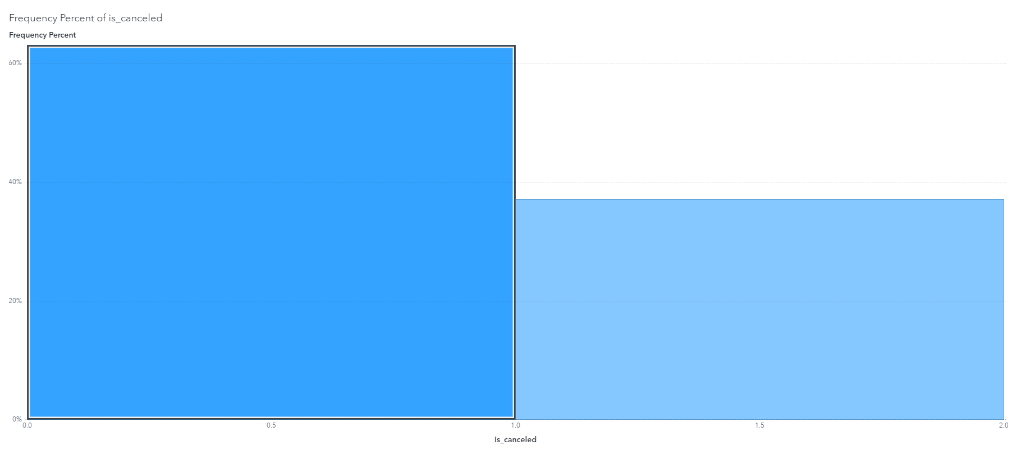 Frequency Percent of is_canceled
Frequency Percent
60%
40%
20%
0%
0.0 0.5 1.0 1.5 2.0
is_canceled